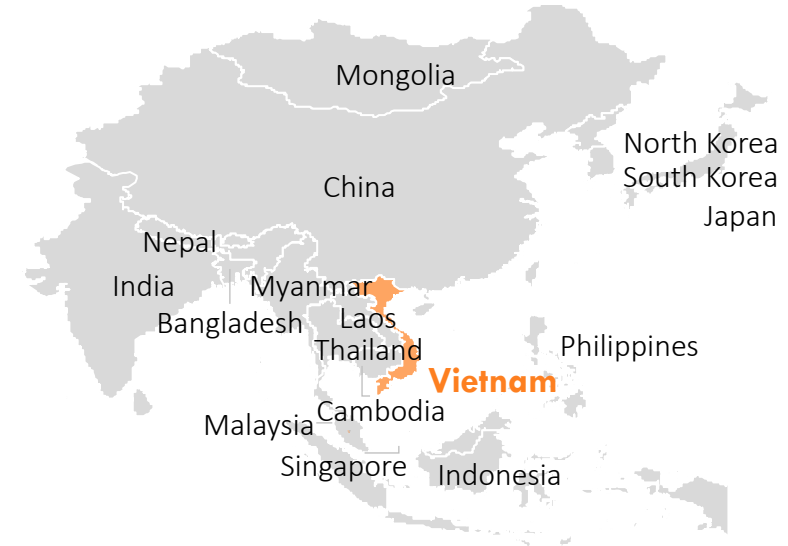 Mongolia
North Korea
South Korea
China
Japan
Nepal
India
Myanmar
Bangladesh
Laos
Thailand
Philippines
Vietnam
Cambodia
Malaysia
Singapore
Indonesia